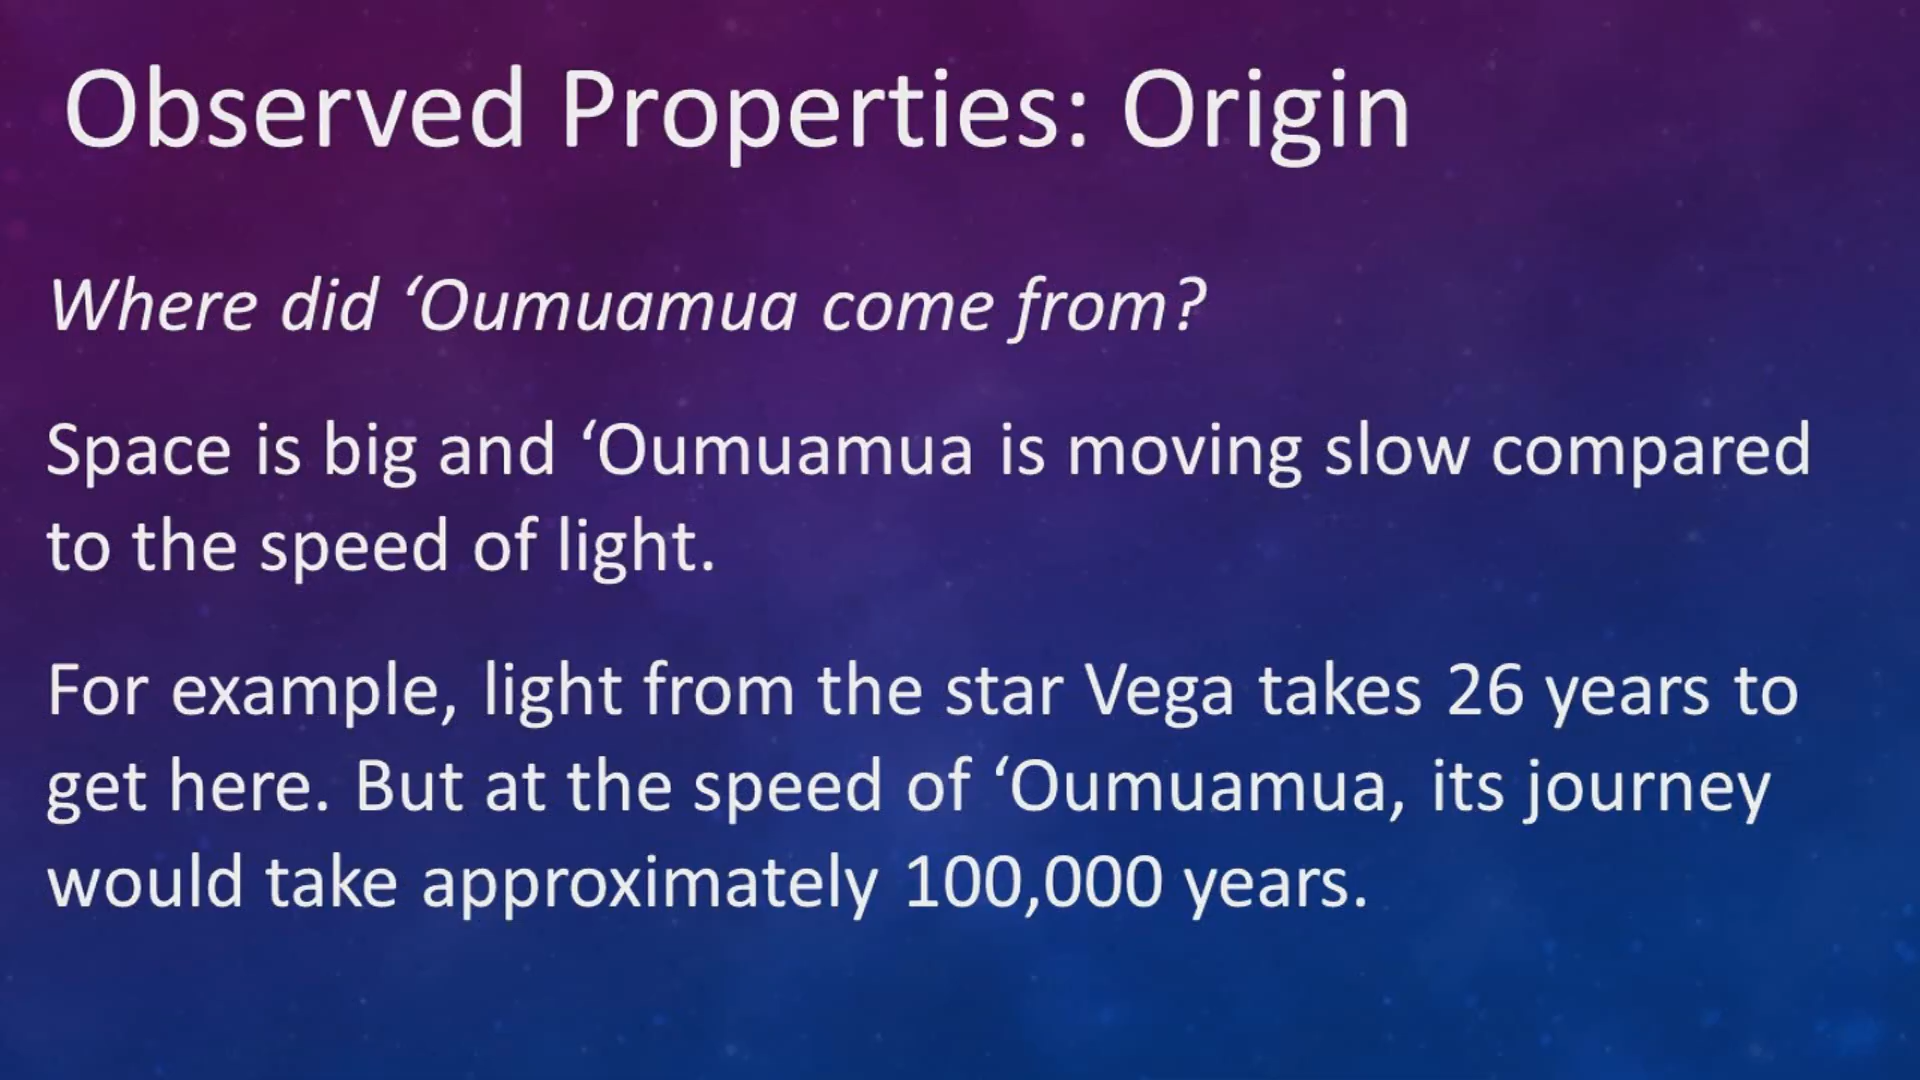 Observed Properties: Origin
Where did ‘Oumuamua come from?
Space is big and ‘Oumuamua is moving slow compared
to the speed of light.
For example, light from the star Vega takes 26 years to
get here. But at the speed of ‘Oumuamua, its journey
would take approximately 100,000 years.